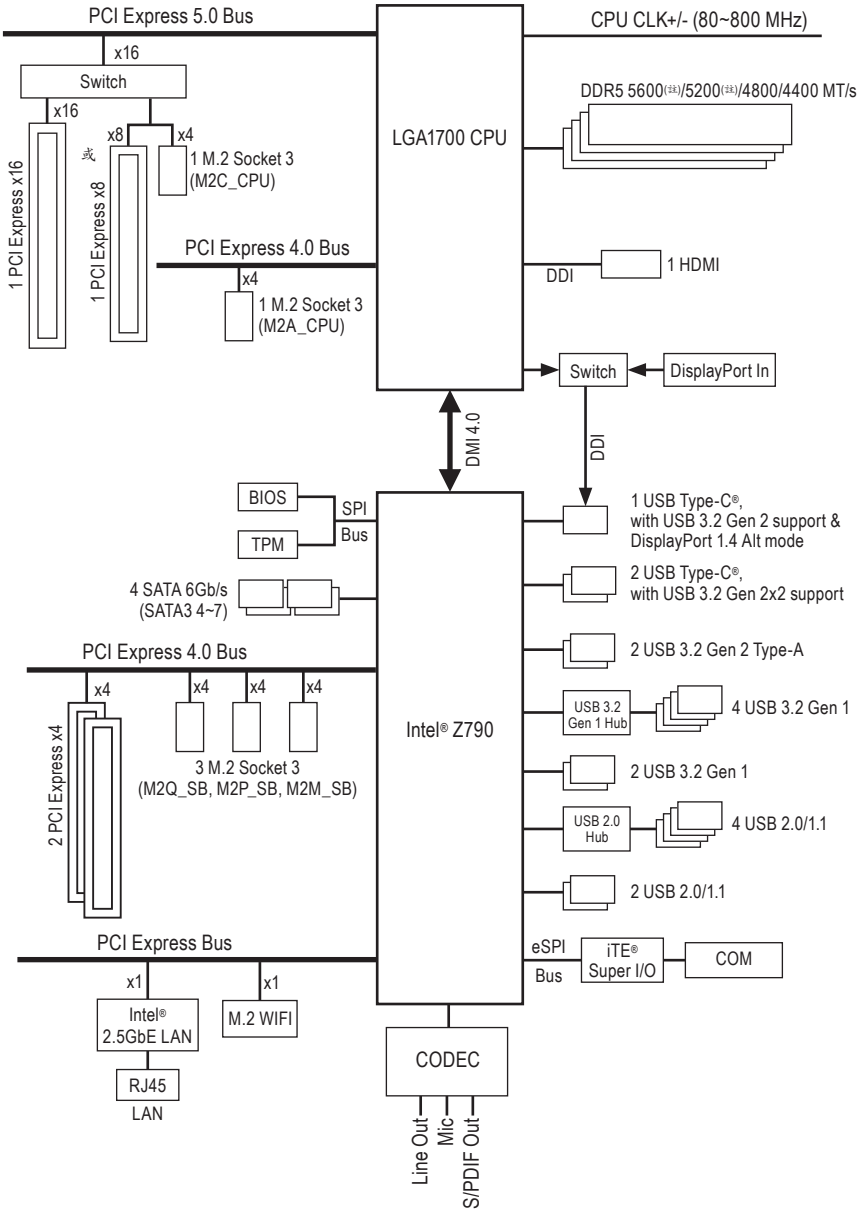 PCI Express 5.0 Bus
CPU CLK+/- (80~800 MHz)
x16
Switch
DDR5 5600(註)/5200(註)/4800/4400 MT/s
x16
x8
x4
LGA1700 CPU
1 M.2 Socket 3
(M2C_CPU)
1 PCI Express x16
1 PCI Express x8
PCI Express 4.0 Bus
x4
1 M.2 Socket 3
(M2A_CPU)
DDI
1 HDMI
Switch
DisplayPort In
DMI 4.0
DDI
BIOS
TPM
SPI
Bus
1 USB Type-C®,
with USB 3.2 Gen 2 support &
DisplayPort 1.4 Alt mode
4 SATA 6Gb/s
(SATA3 4~7)
2 USB Type-C®,
with USB 3.2 Gen 2x2 support
PCI Express 4.0 Bus
2 USB 3.2 Gen 2 Type-A
x4
x4
x4
x4
Intel® Z790
USB 3.2
Gen 1 Hub
4 USB 3.2 Gen 1
2 PCI Express x4
3 M.2 Socket 3
(M2Q_SB, M2P_SB, M2M_SB)
2 USB 3.2 Gen 1
USB 2.0
Hub
4 USB 2.0/1.1
2 USB 2.0/1.1
PCI Express Bus
eSPI
Bus
iTE®
Super I/O
COM
x1
x1
Intel®
2.5GbE LAN
M.2 WIFI
RJ45
LAN
CODEC
Line Out
Mic
S/PDIF Out